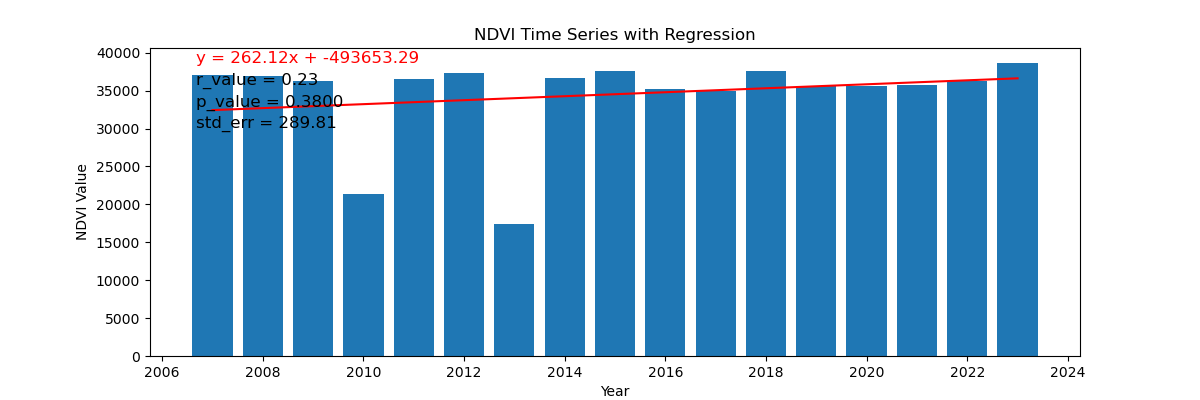 NDVI Time Series with Regression
y = 262.12x + -493653.29
r_value = 0.23
p_value = 0.3800
std_err = 289.81
NDVI Value
40000
35000
30000
25000
20000
15000
10000
5000
0
2006 2008 2010 2012 2014 2016 2018 2020 2022 2024
Year